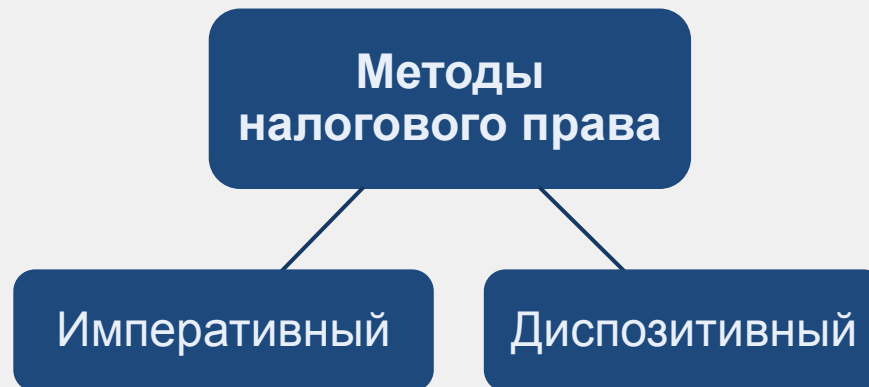 Методы
налогового права
Императивный
Диспозитивный